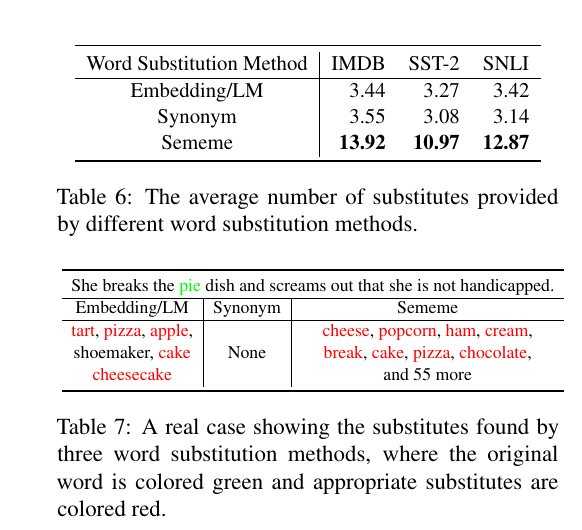 Word Substitution Method IMDB SST-2 SNLI
Embedding/LM 3.44 3.27 3.42
Synonym 3.55 3.08 3.14
Sememe 13.92 10.97 12.87
Table 6: The average number of substitutes provided
by different word substitution methods.
She breaks the pie dish and screams out that she is not handicapped.
Embedding/LM Synonym Sememe
tart, pizza, apple, cheese, popcorn, ham, cream,
shoemaker, cake None break, cake, pizza, chocolate,
cheesecake and 55 more
Table 7: A real case showing the substitutes found by
three word substitution methods, where the original
word is colored green and appropriate substitutes are
colored red.